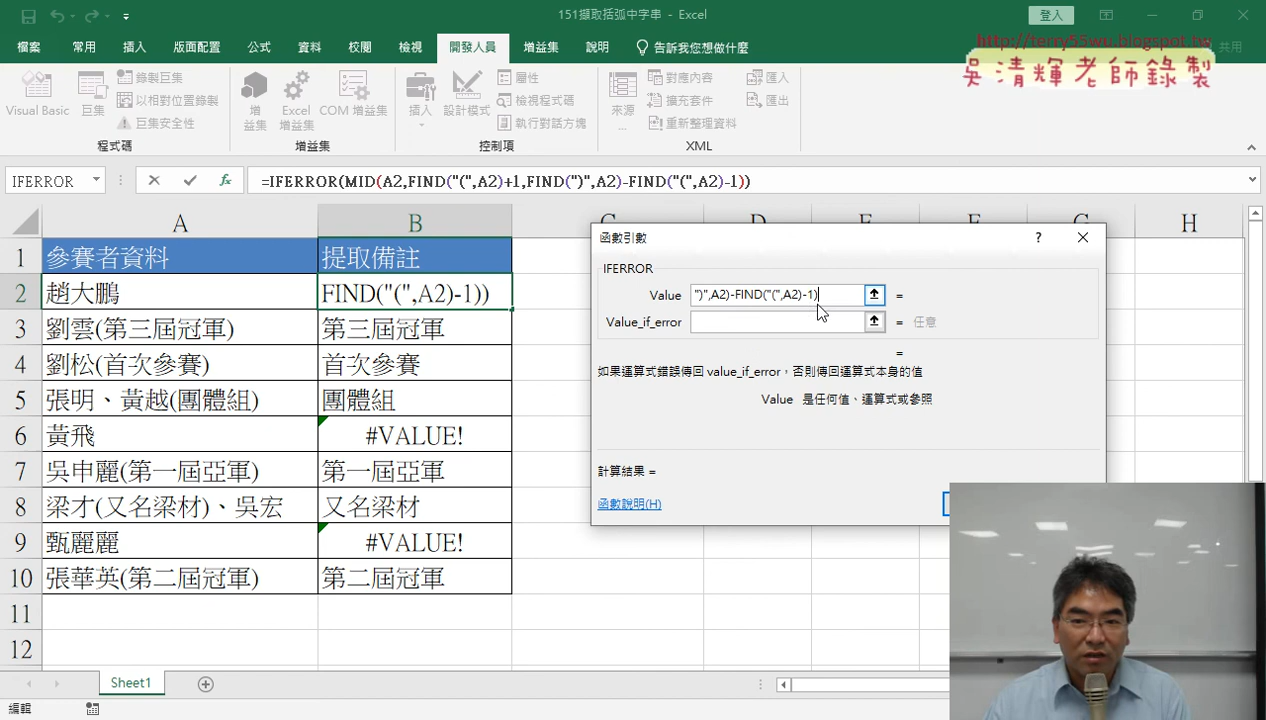 151擷取括弧中字串 - Excel
登入
檔案 常用 插入 版面配置 公式 資料 校閱 檢視 開發人員 增益集 說明 告訴我您想做什麼 共用
http://terry55wu.blogspot.tw
吳清輝老師錄製
Visual Basic 巨集 錄製巨集 以相對位置錄製 巨集安全性 程式碼
增益集 Excel 增益集 COM 增益集 增益集
插入 設計模式 屬性 檢視程式碼 執行對話方塊 控制項
來源 ... 對應內容 擴充套件 重新整理資料 匯入 匯出 XML
IFERROR =IFERROR(MID(A2,FIND("(",A2)+1,FIND(")",A2)-FIND("(",A2)-1))
A B C D E F G H
1 參賽者資料 提取備註
2 趙大鵬 FIND("(",A2)-1))
3 劉雲(第三屆冠軍) 第三屆冠軍
4 劉松(首次參賽) 首次參賽
5 張明、黃越(團體組) 團體組
6 黃飛 #VALUE!
7 吳申麗(第一屆亞軍) 第一屆亞軍
8 梁才(又名梁材)、吳宏 又名梁材
9 甄麗麗 #VALUE!
10 張華英(第二屆冠軍) 第二屆冠軍
11
12
函數引數 ?
IFERROR
Value ")",A2)-FIND("(",A2)-1) =
Value_if_error = 任意
=
如果運算式錯誤傳回 value_if_error，否則傳回運算式本身的值
Value 是任何值、運算式或參照
計算結果 =
函數說明(H)
Sheet1
編輯